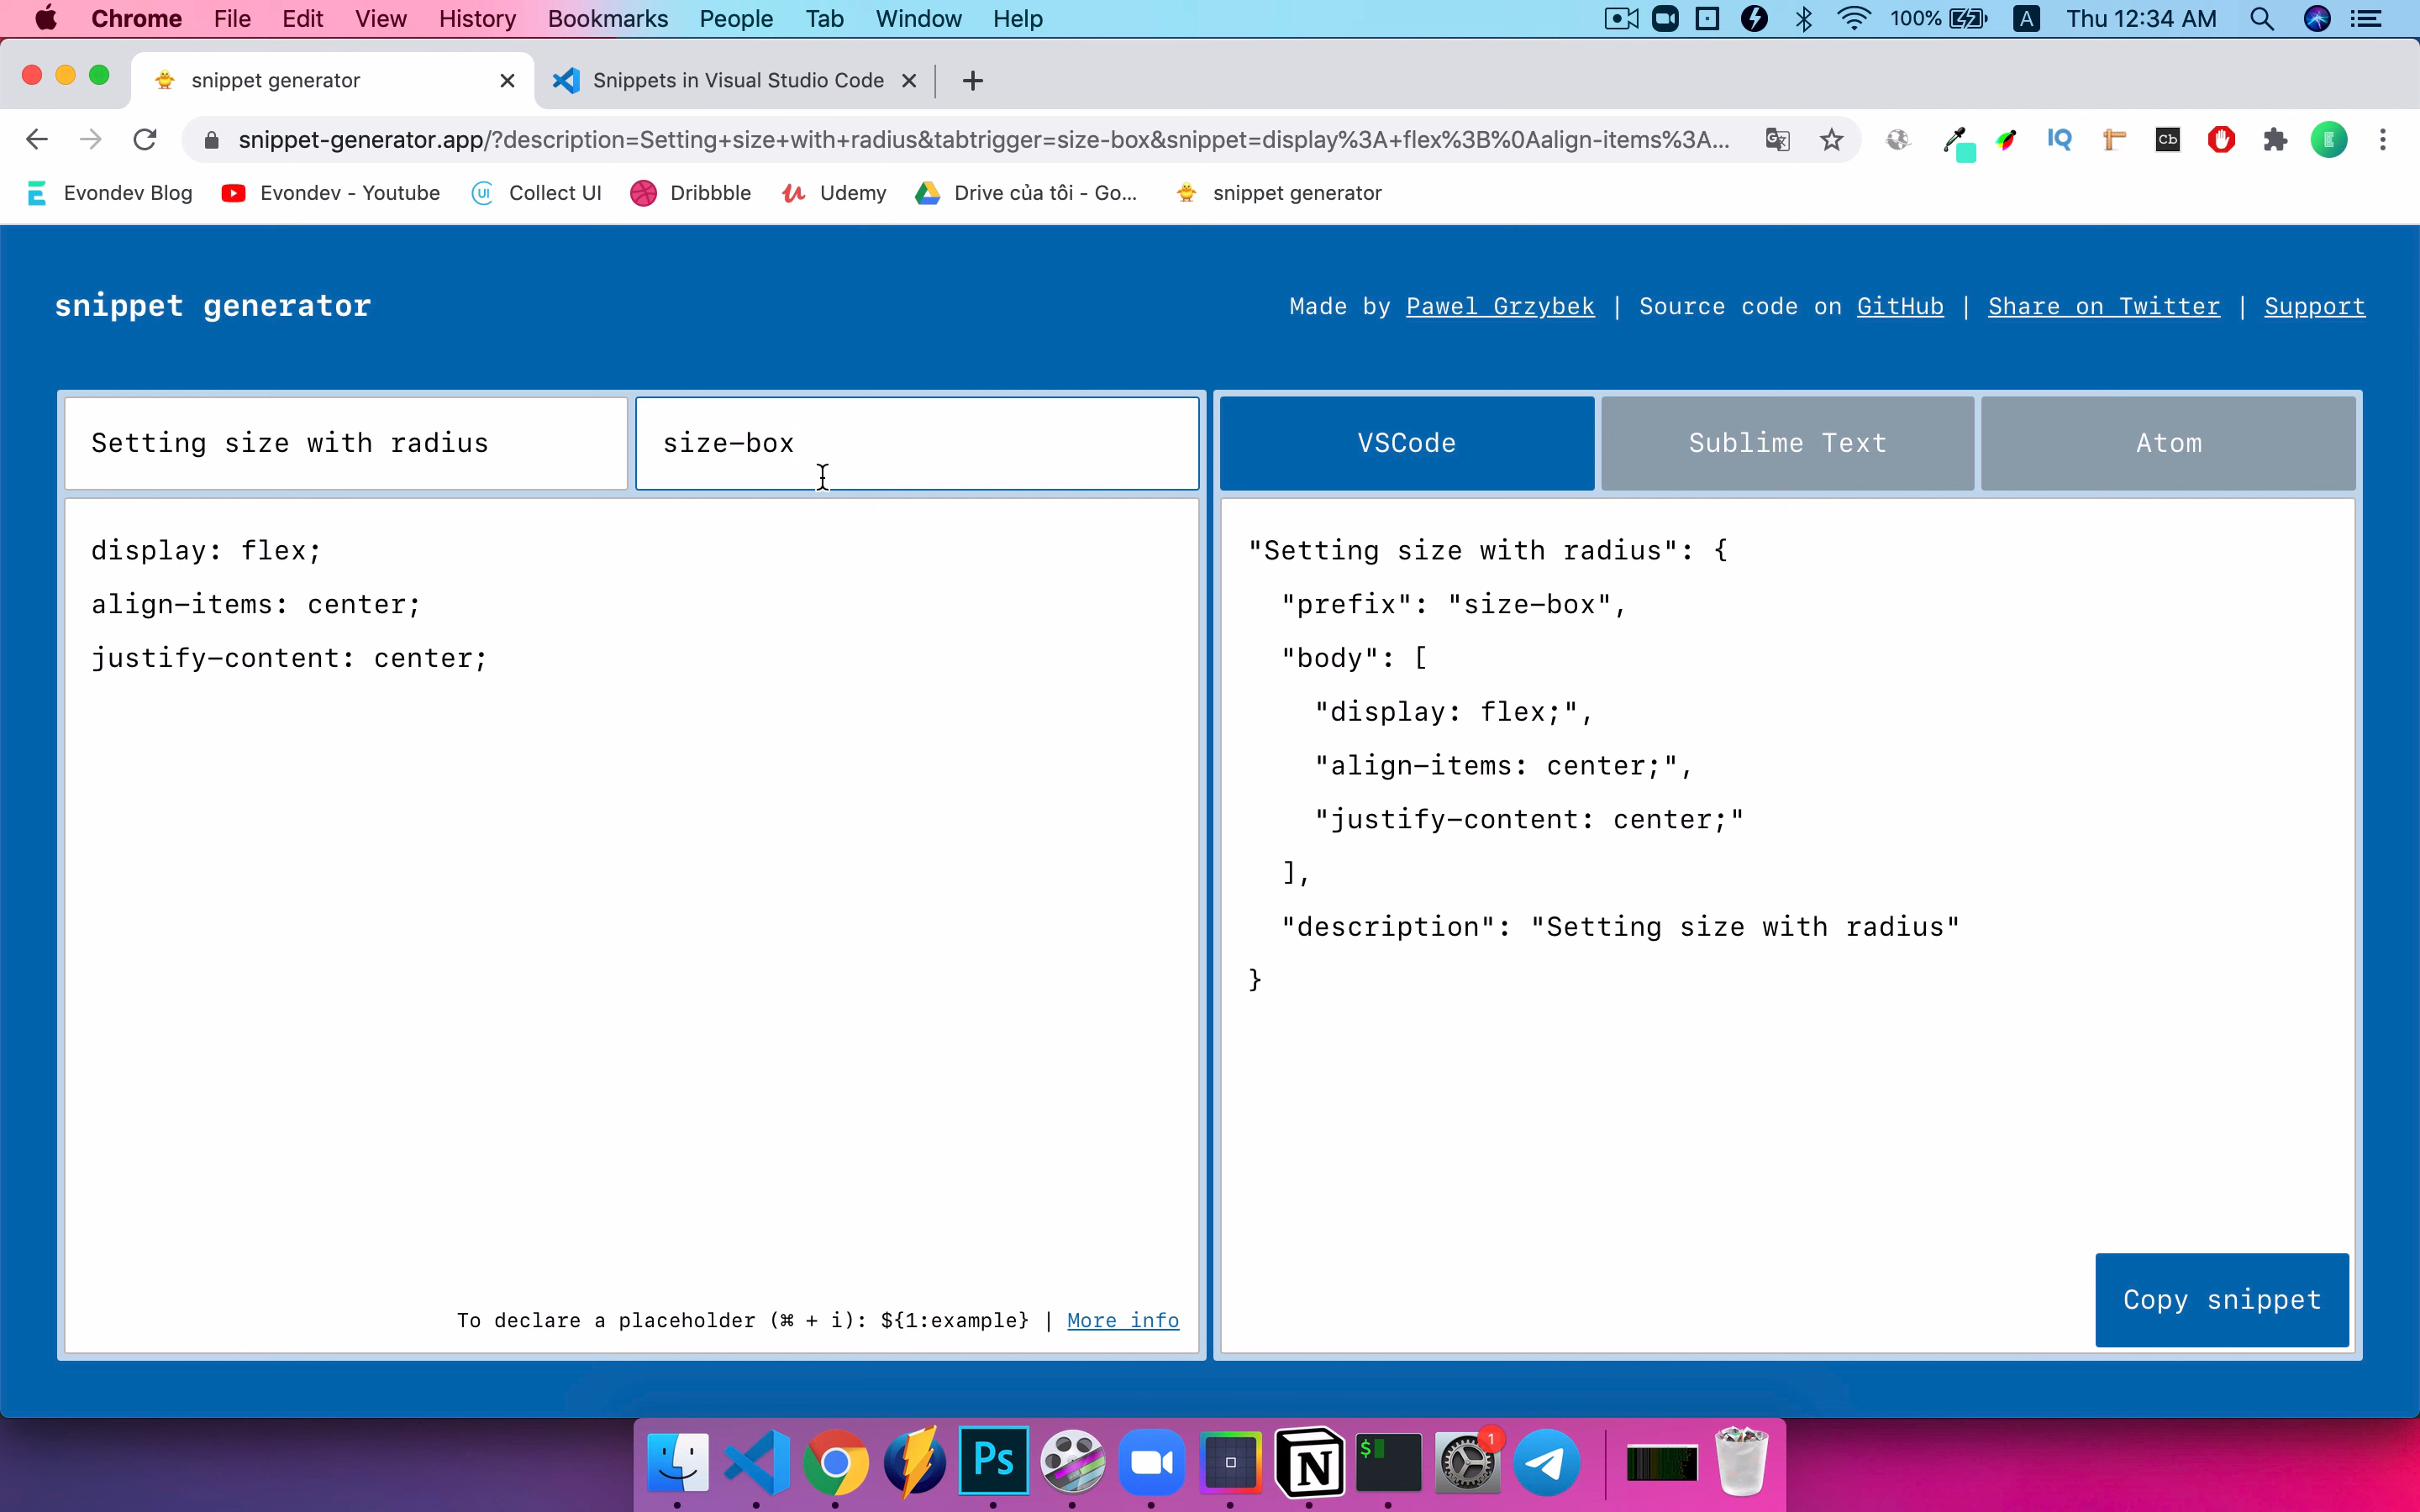 Chrome File Edit View History Bookmarks People Tab Window Help 100% A Thu 12:34 AM
snippet generator Snippets in Visual Studio Code
snippet-generator.app/?description=Setting+size+with+radius&tabtrigger=size-box&snippet=display%3A+flex%3B%0Aalign-items%3A... IQ Cb E
Evondev Blog Evondev - Youtube UI Collect UI Dribbble Udemy Drive của tôi - Go... snippet generator
snippet generator
Made by Pawel Grzybek | Source code on GitHub | Share on Twitter | Support
Setting size with radius
size-box
display: flex;
align-items: center;
justify-content: center;
To declare a placeholder (⌘ + i): ${1:example} | More info
VSCode Sublime Text Atom
"Setting size with radius": {
"prefix": "size-box",
"body": [
"display: flex;",
"align-items: center;",
"justify-content: center;"
],
"description": "Setting size with radius"
}
Copy snippet
Ps N $ 1